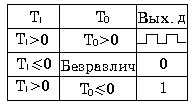 T₁ T₀ Вых. д
T₁>0 T₀>0
T₁≤0 Безразлич 0
T₁>0 T₀≤0 1